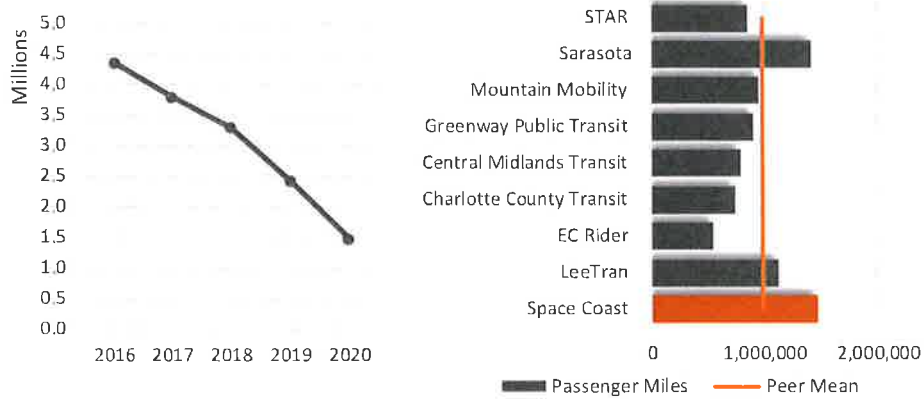 Millions
5.0
4.5
4.0
3.5
3.0
2.5
2.0
1.5
1.0
0.5
0.0
2016 2017 2018 2019 2020
STAR
Sarasota
Mountain Mobility
Greenway Public Transit
Central Midlands Transit
Charlotte County Transit
EC Rider
LeeTran
Space Coast
0 1,000,000 2,000,000
Passenger Miles Peer Mean